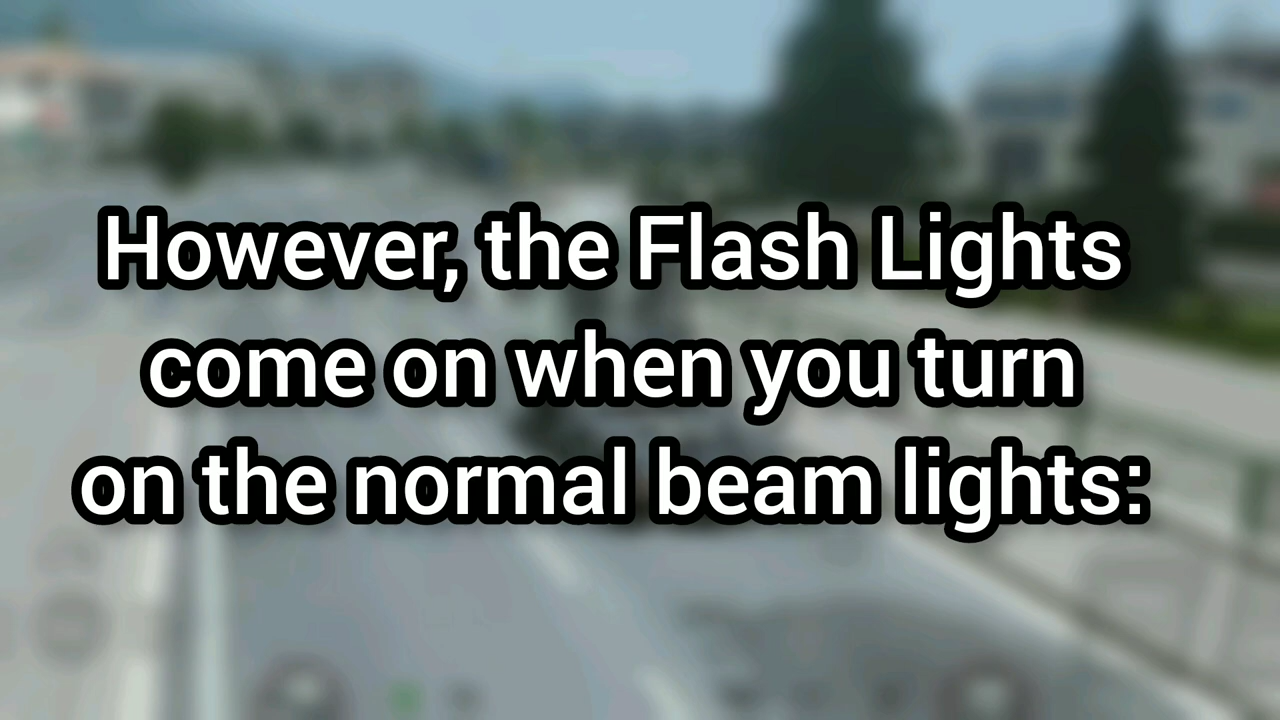 However, the Flash Lights
come on when you turn
on the normal beam lights: